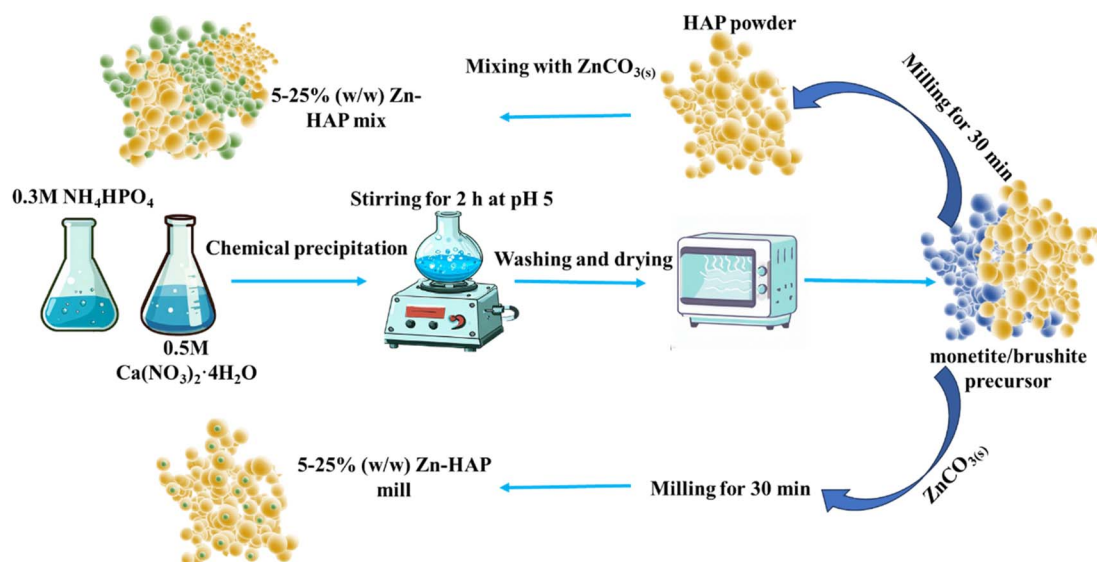 HAP powder
Mixing with ZnCO3(s)
Milling for 30 min
5-25% (w/w) Zn-
HAP mix
0.3M NH4HPO4
Stirring for 2 h at pH 5
Chemical precipitation
Washing and drying
0.5M
Ca(NO3)2·4H2O
monetite/brushite
precursor
ZnCO3(s)
5-25% (w/w) Zn-HAP
mill
Milling for 30 min